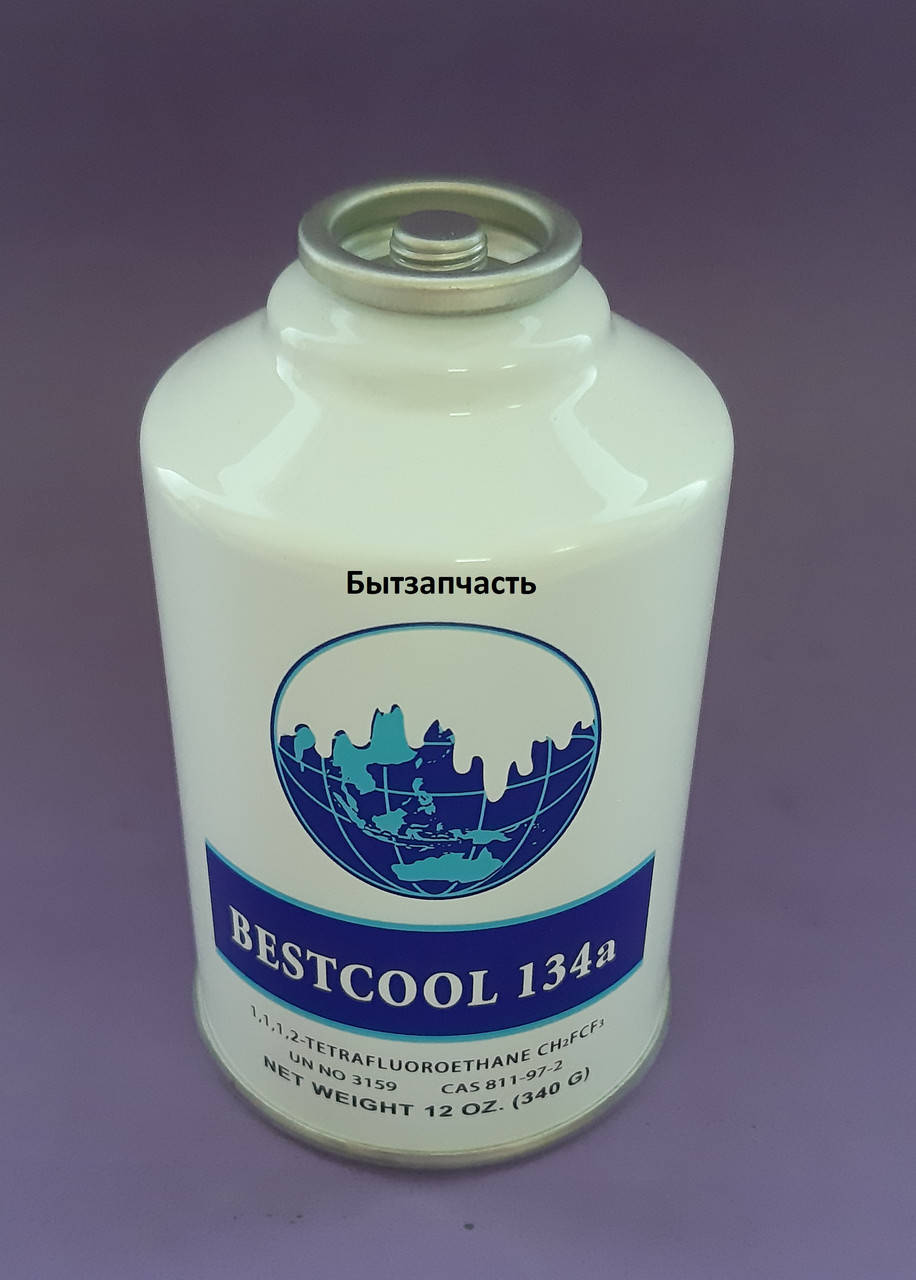 Бытзапчасть
BESTCOOL 134a
1,1,1,2-TETRAFLUOROETHANE CH₂FCF₃
UN NO 3159 CAS 811-97-2
NET WEIGHT 12 OZ. (340 G)